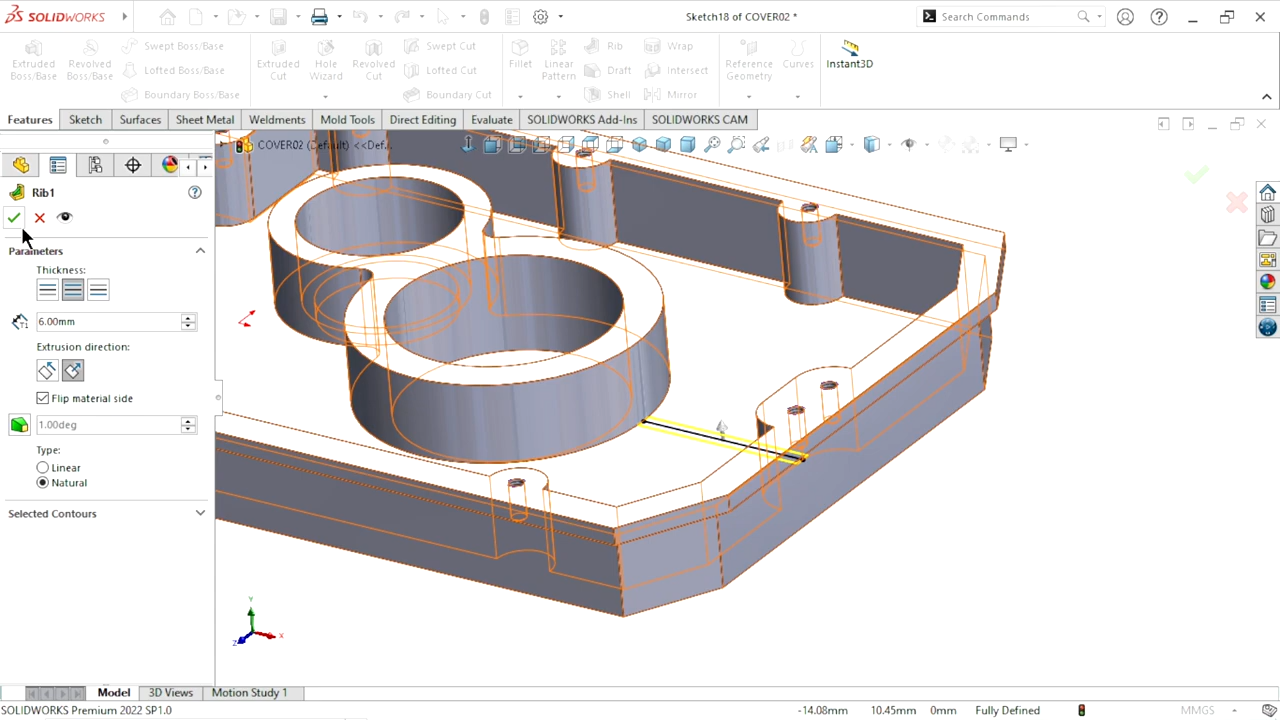 SOLIDWORKS
Sketch18 of COVER02 *
Search Commands
Extruded Boss/Base
Revolved Boss/Base
Swept Boss/Base
Lofted Boss/Base
Boundary Boss/Base
Extruded Cut
Hole Wizard
Revolved Cut
Swept Cut
Lofted Cut
Boundary Cut
Fillet
Linear Pattern
Rib
Draft
Shell
Wrap
Intersect
Mirror
Reference Geometry
Curves
Instant3D
Features
Sketch
Surfaces
Sheet Metal
Weldments
Mold Tools
Direct Editing
Evaluate
SOLIDWORKS Add-Ins
SOLIDWORKS CAM
COVER02 (Default) <<Def...
Rib1
Parameters
Thickness:
6.00mm
Extrusion direction:
Flip material side
1.00deg
Type:
Linear
Natural
Selected Contours
Y
X
Z
Model
3D Views
Motion Study 1
SOLIDWORKS Premium 2022 SP1.0
-14.08mm
10.45mm
0mm
Fully Defined
MMGS